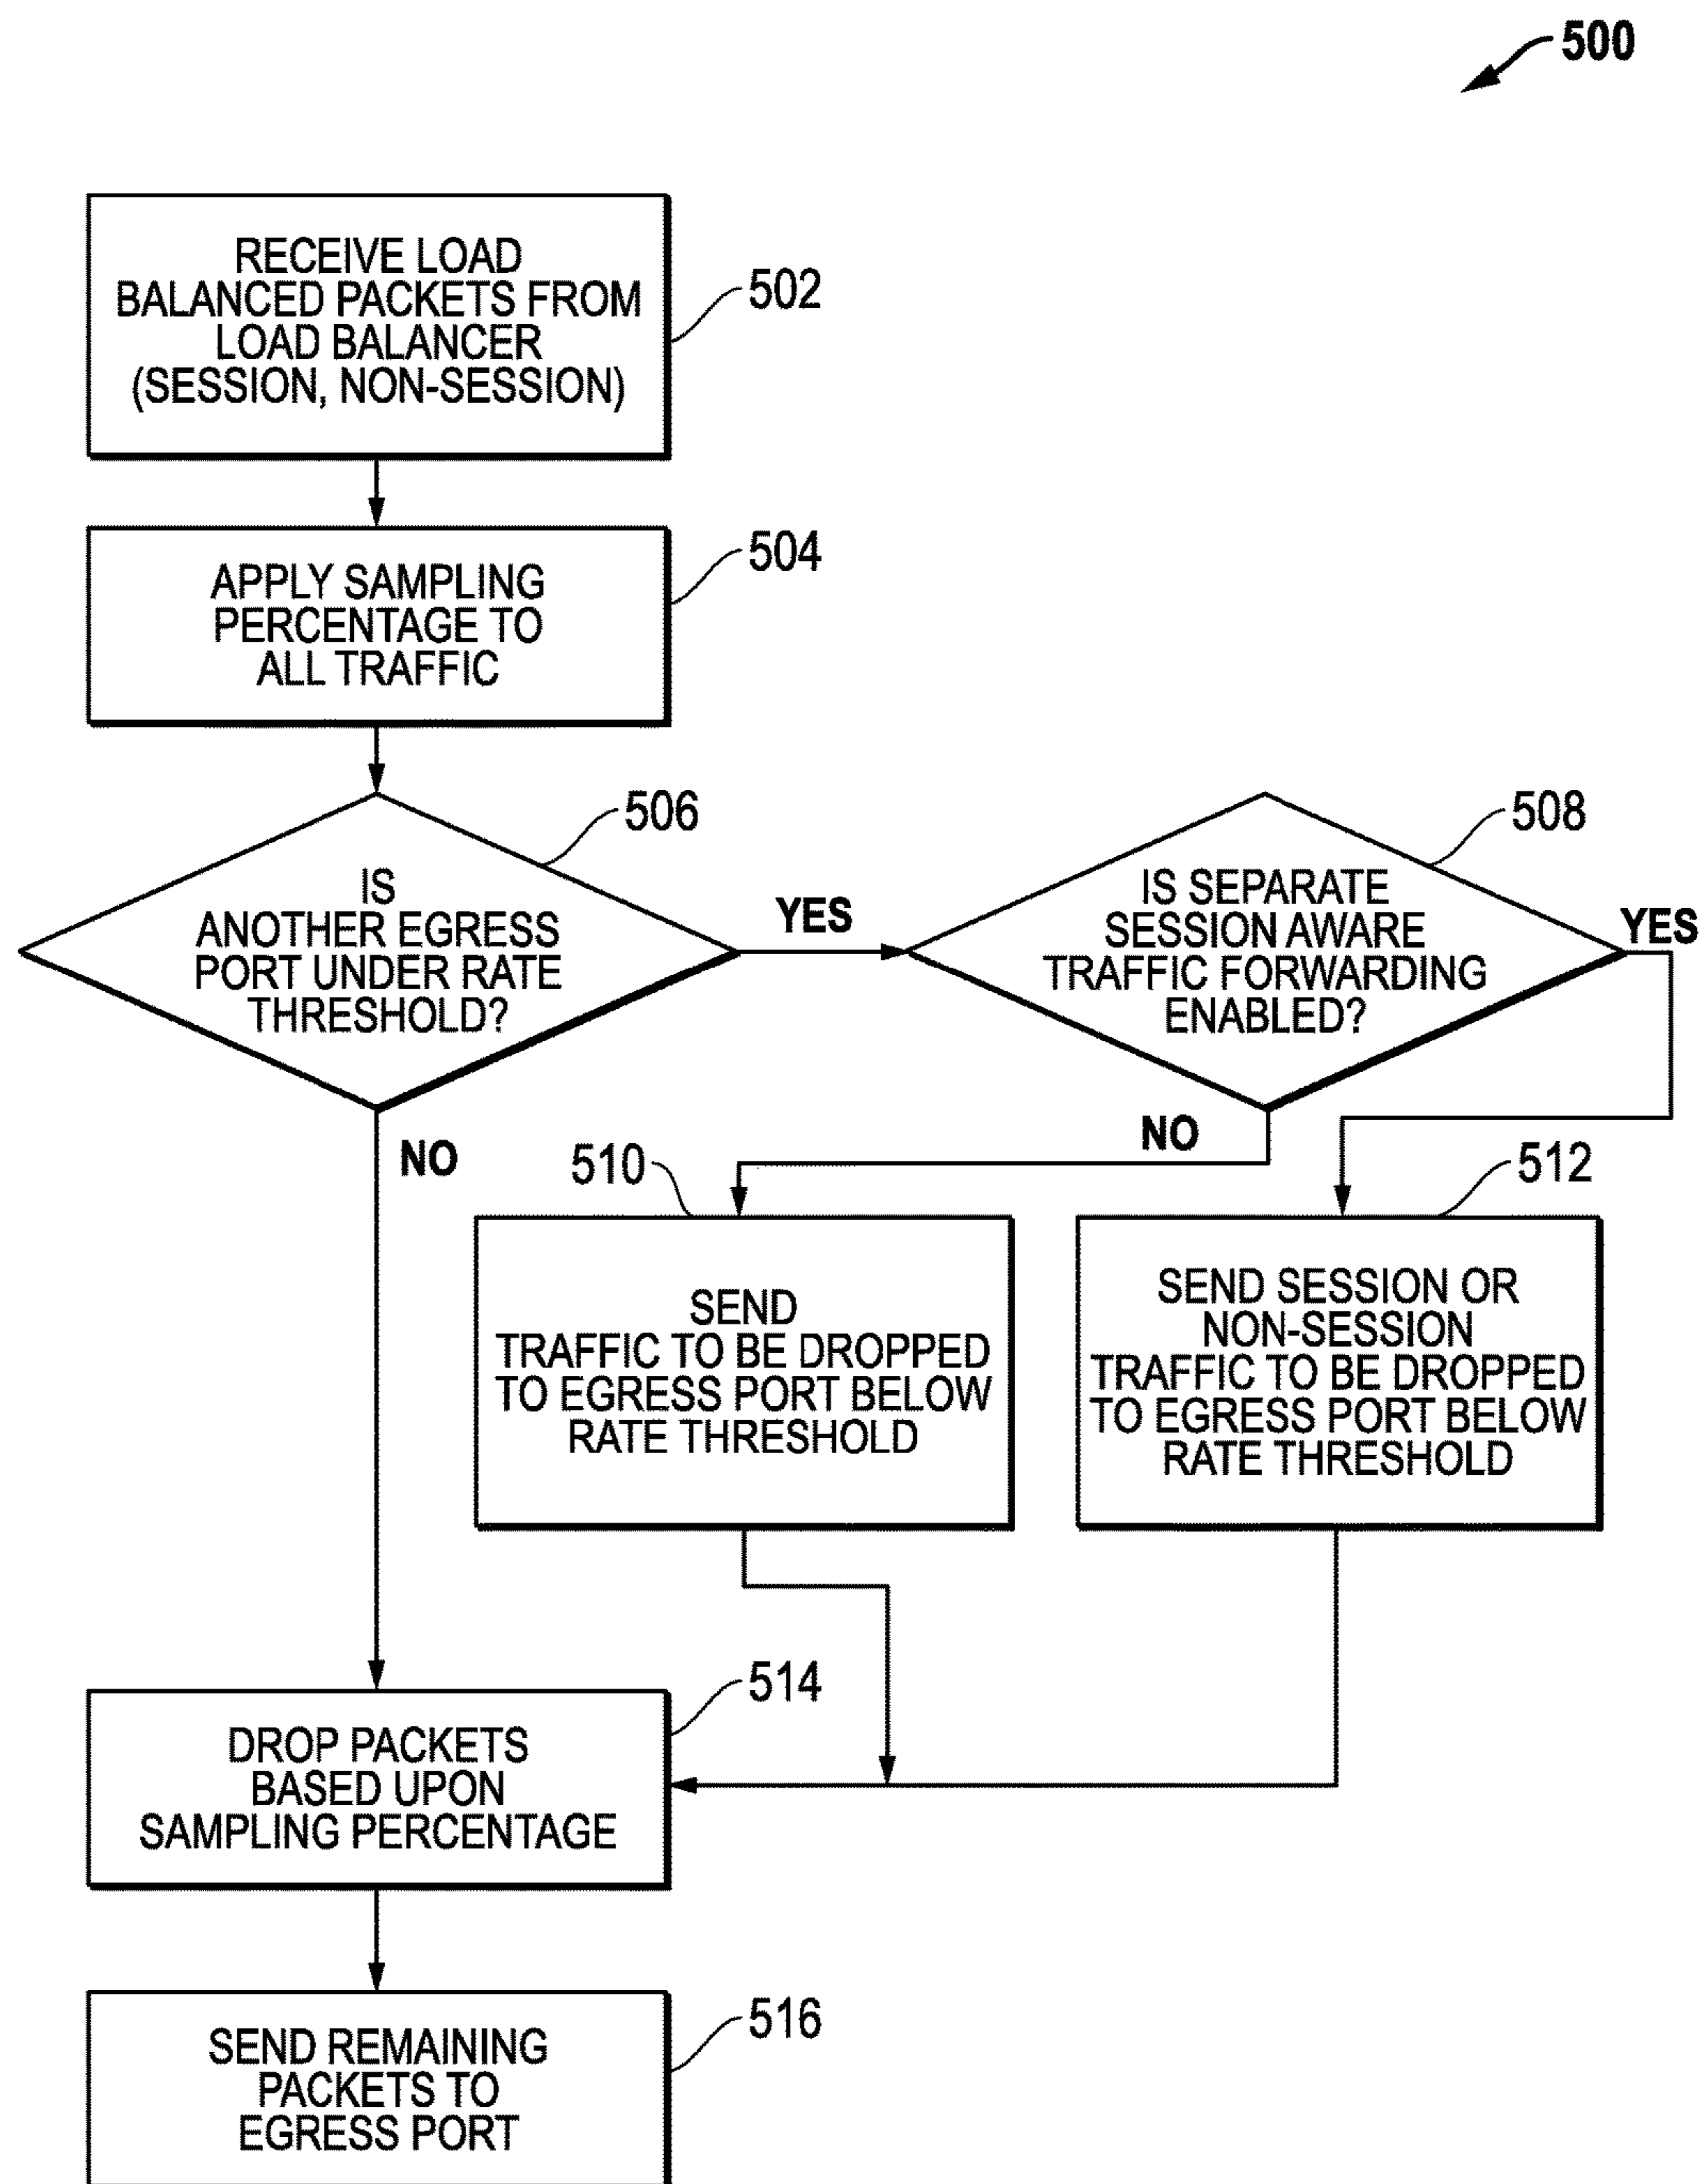 500
RECEIVE LOAD
BALANCED PACKETS FROM
LOAD BALANCER
(SESSION, NON-SESSION)
502
APPLY SAMPLING
PERCENTAGE TO
ALL TRAFFIC
504
IS
ANOTHER EGRESS
PORT UNDER RATE
THRESHOLD?
506
YES
IS SEPARATE
SESSION AWARE
TRAFFIC FORWARDING
ENABLED?
508
YES
NO
NO
510
SEND
TRAFFIC TO BE DROPPED
TO EGRESS PORT BELOW
RATE THRESHOLD
512
SEND SESSION OR
NON-SESSION
TRAFFIC TO BE DROPPED
TO EGRESS PORT BELOW
RATE THRESHOLD
DROP PACKETS
BASED UPON
SAMPLING PERCENTAGE
514
SEND REMAINING
PACKETS TO
EGRESS PORT
516